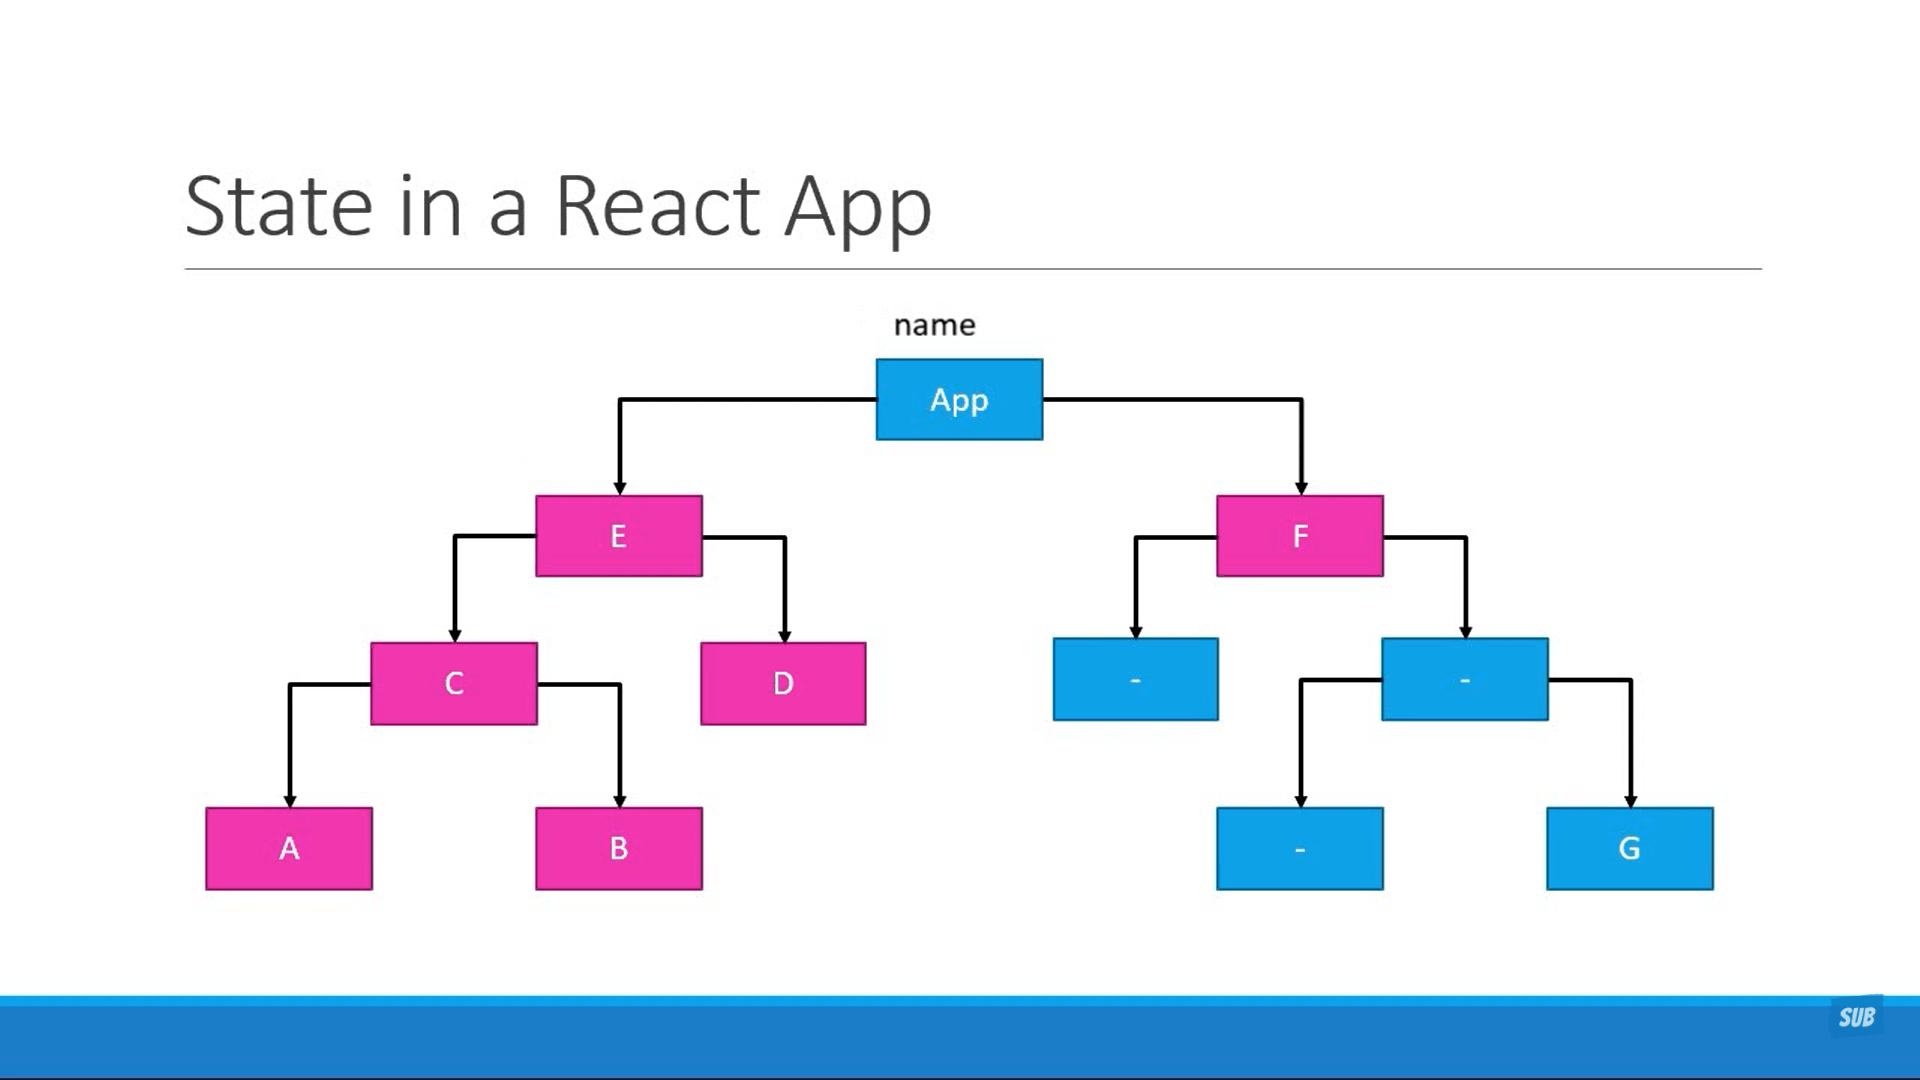 State in a React App
name
App
E
F
C
D
-
-
A
B
-
G
SUB